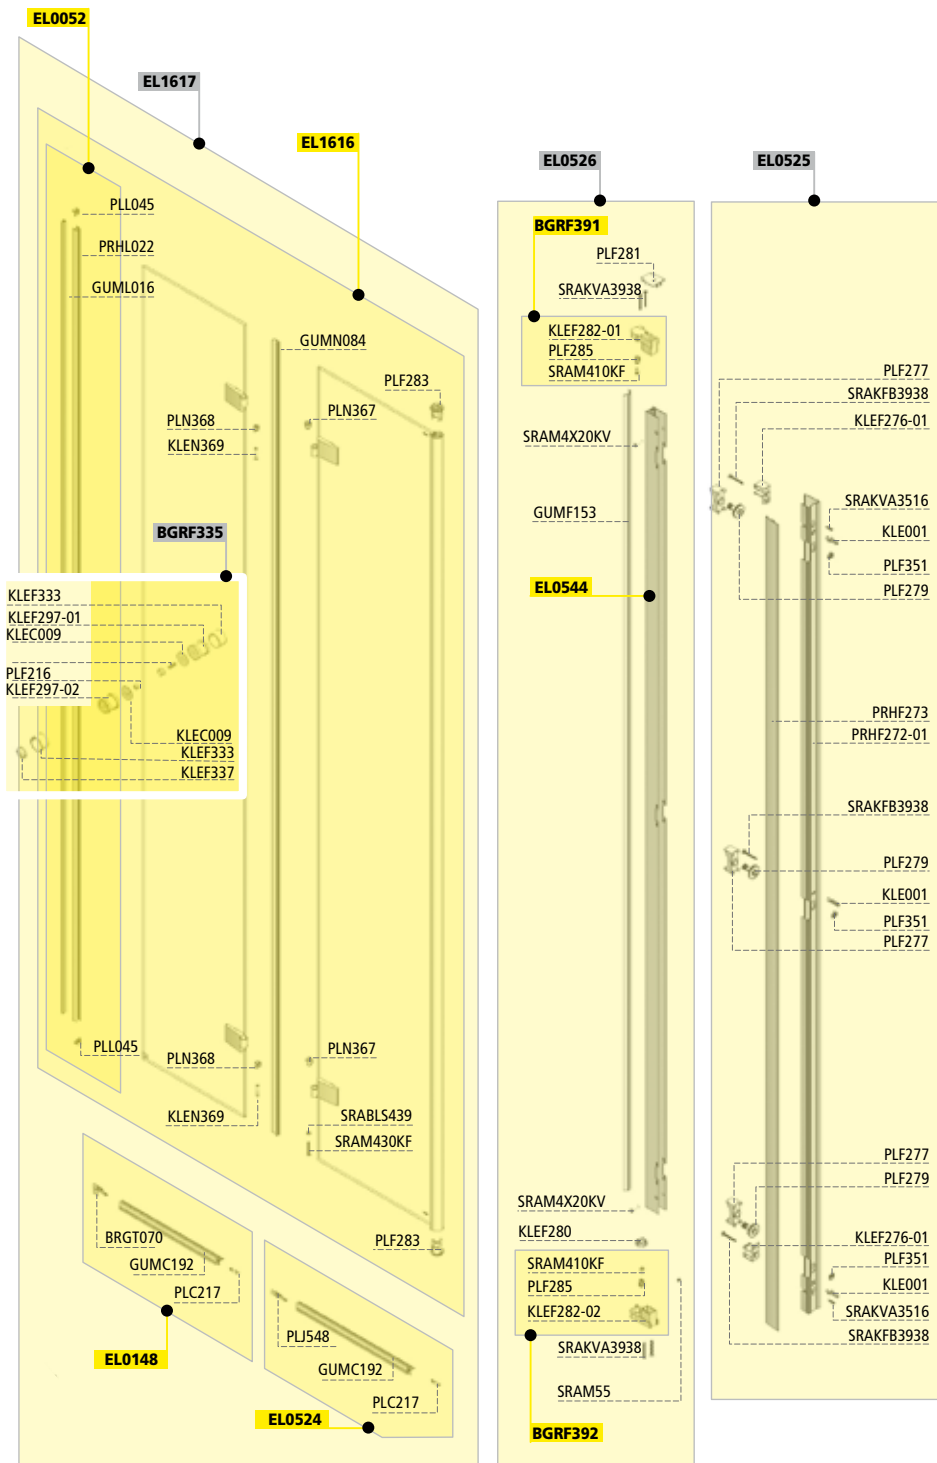 EL0052
EL1617
EL1616
PLL045
PRHL022
GUML016
GUMN084
PLF283
PLN368
PLN367
KLEN369
BGRF335
KLEF333
KLEF297-01
KLEC009
PLF216
KLEF297-02
KLEC009
KLEF333
KLEF337
PLL045
PLN368
PLN367
KLEN369
SRABLS439
SRAM430KF
PLF283
BRGT070
GUMC192
PLC217
EL0148
PLJ548
GUMC192
PLC217
EL0524
EL0526
BGRF391
PLF281
SRAKVA3938
KLEF282-01
PLF285
SRAM410KF
SRAM4X20KV
GUMF153
EL0544
SRAM4X20KV
KLEF280
SRAM410KF
PLF285
KLEF282-02
SRAKVA3938
SRAM55
BGRF392
EL0525
PLF277
SRAKFB3938
KLEF276-01
SRAKVA3516
KLE001
PLF351
PLF279
PRHF273
PRHF272-01
SRAKFB3938
PLF279
KLE001
PLF351
PLF277
PLF277
PLF279
KLEF276-01
PLF351
KLE001
SRAKVA3516
SRAKFB3938